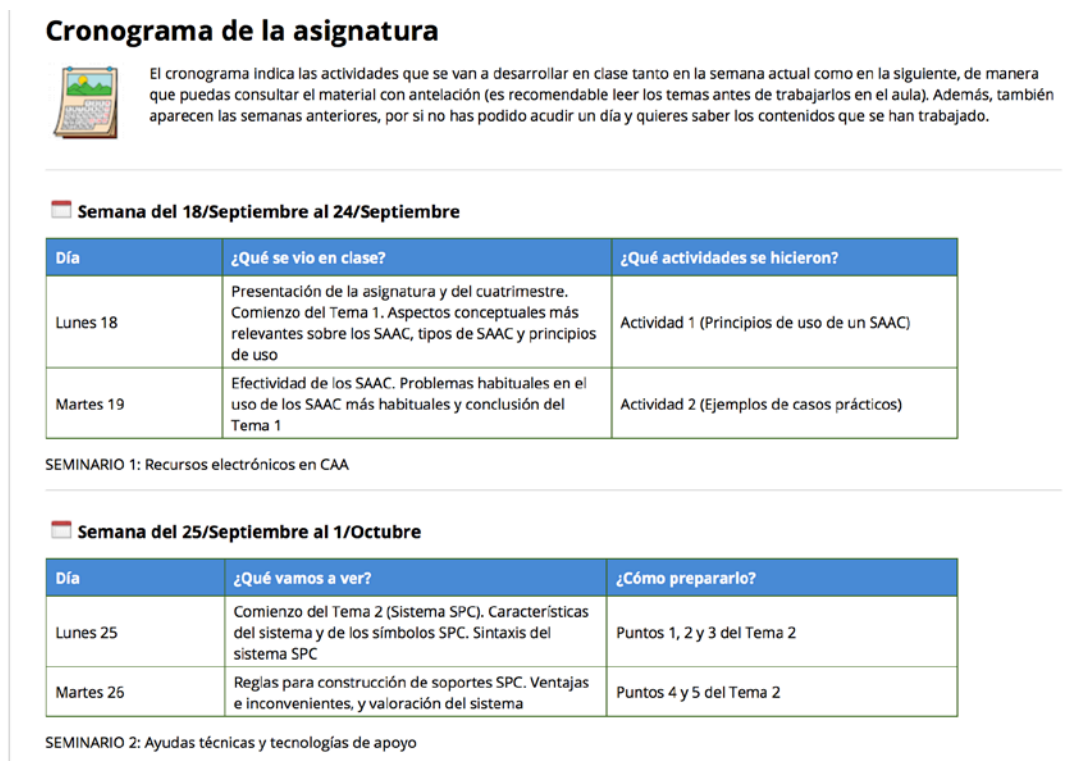 Cronograma de la asignatura
El cronograma indica las actividades que se van a desarrollar en clase tanto en la semana actual como en la siguiente, de manera
que puedas consultar el material con antelación (es recomendable leer los temas antes de trabajarlos en el aula). Además, también
aparecen las semanas anteriores, por si no has podido acudir un día y quieres saber los contenidos que se han trabajado.
Semana del 18/Septiembre al 24/Septiembre
Día
¿Qué se vio en clase?
¿Qué actividades se hicieron?
Lunes 18
Presentación de la asignatura y del cuatrimestre.
Comienzo del Tema 1. Aspectos conceptuales más
relevantes sobre los SAAC, tipos de SAAC y principios
de uso
Actividad 1 (Principios de uso de un SAAC)
Martes 19
Efectividad de los SAAC. Problemas habituales en el
uso de los SAAC más habituales y conclusión del
Tema 1
Actividad 2 (Ejemplos de casos prácticos)
SEMINARIO 1: Recursos electrónicos en CAA
Semana del 25/Septiembre al 1/Octubre
Día
¿Qué vamos a ver?
¿Cómo prepararlo?
Lunes 25
Comienzo del Tema 2 (Sistema SPC). Características
del sistema y de los símbolos SPC. Sintaxis del
sistema SPC
Puntos 1, 2 y 3 del Tema 2
Martes 26
Reglas para construcción de soportes SPC. Ventajas
e inconvenientes, y valoración del sistema
Puntos 4 y 5 del Tema 2
SEMINARIO 2: Ayudas técnicas y tecnologías de apoyo